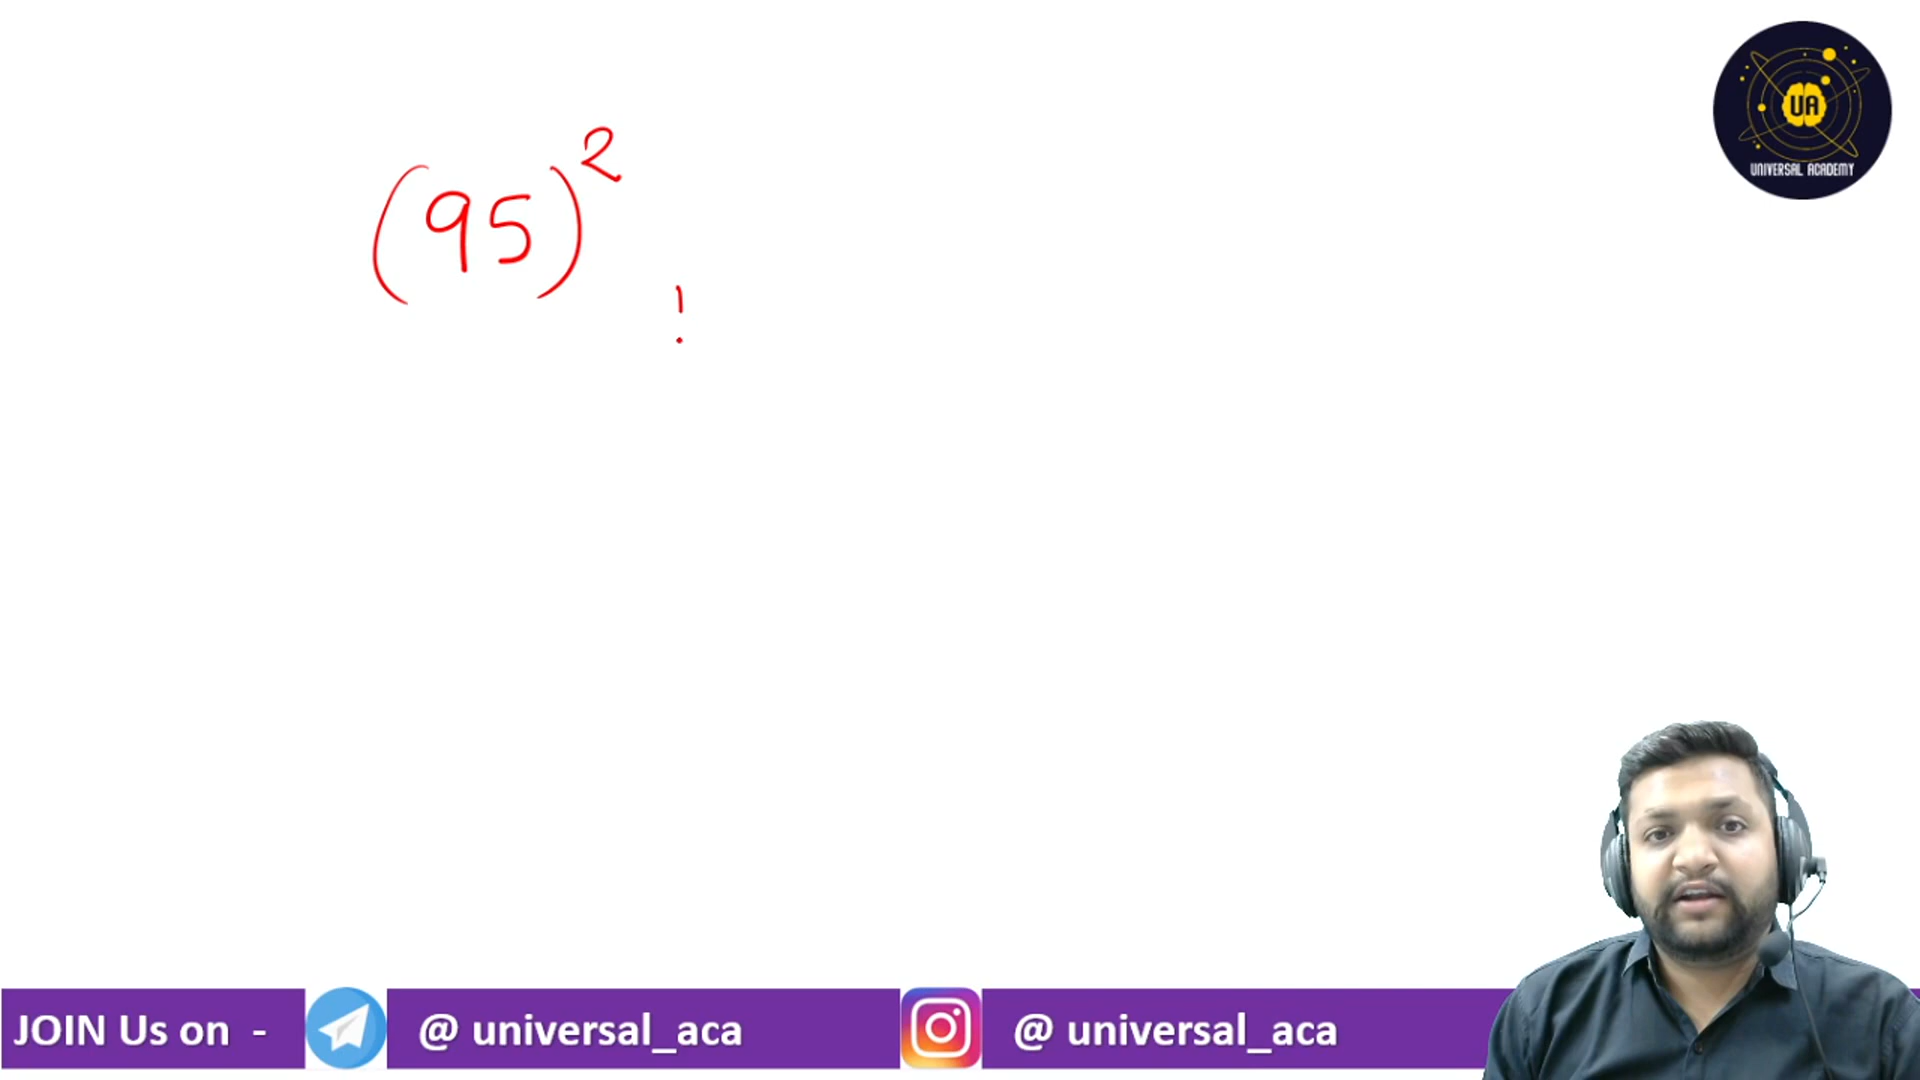 (95)²
!
UA
UNIVERSAL ACADEMY
JOIN Us on - @ universal_aca @ universal_aca